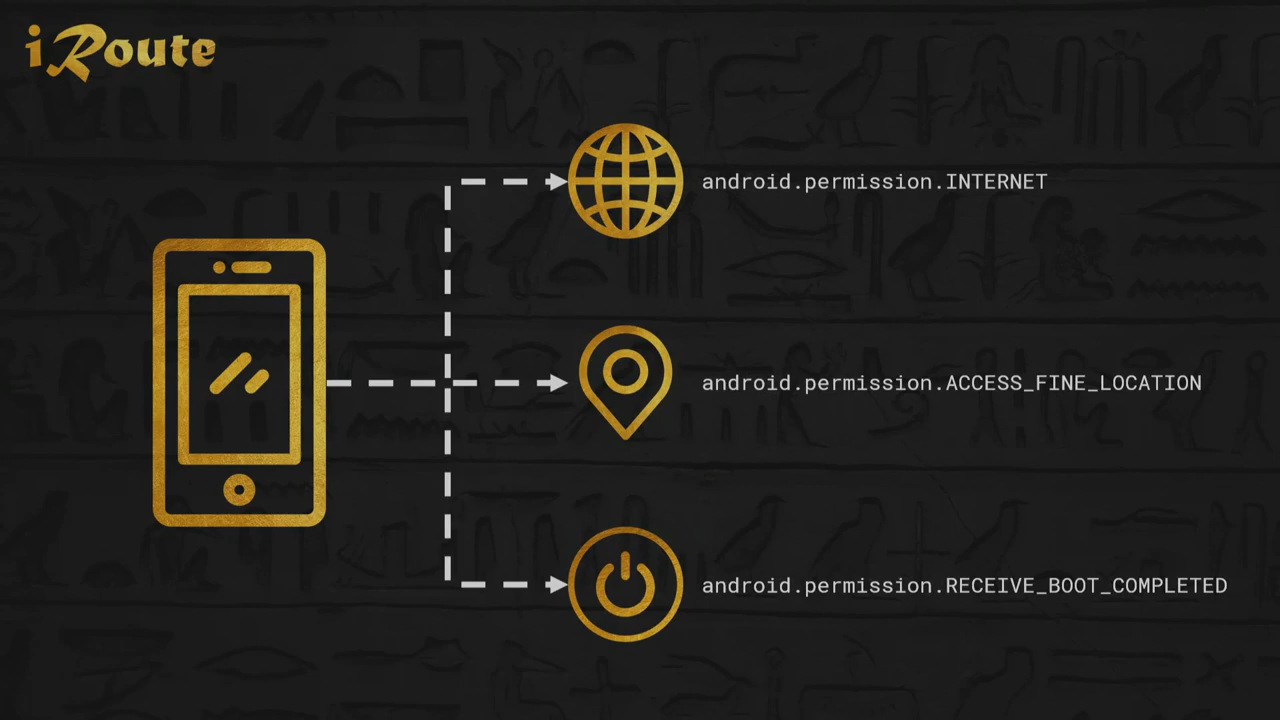 iRoute
android.permission.INTERNET
android.permission.ACCESS_FINE_LOCATION
android.permission.RECEIVE_BOOT_COMPLETED